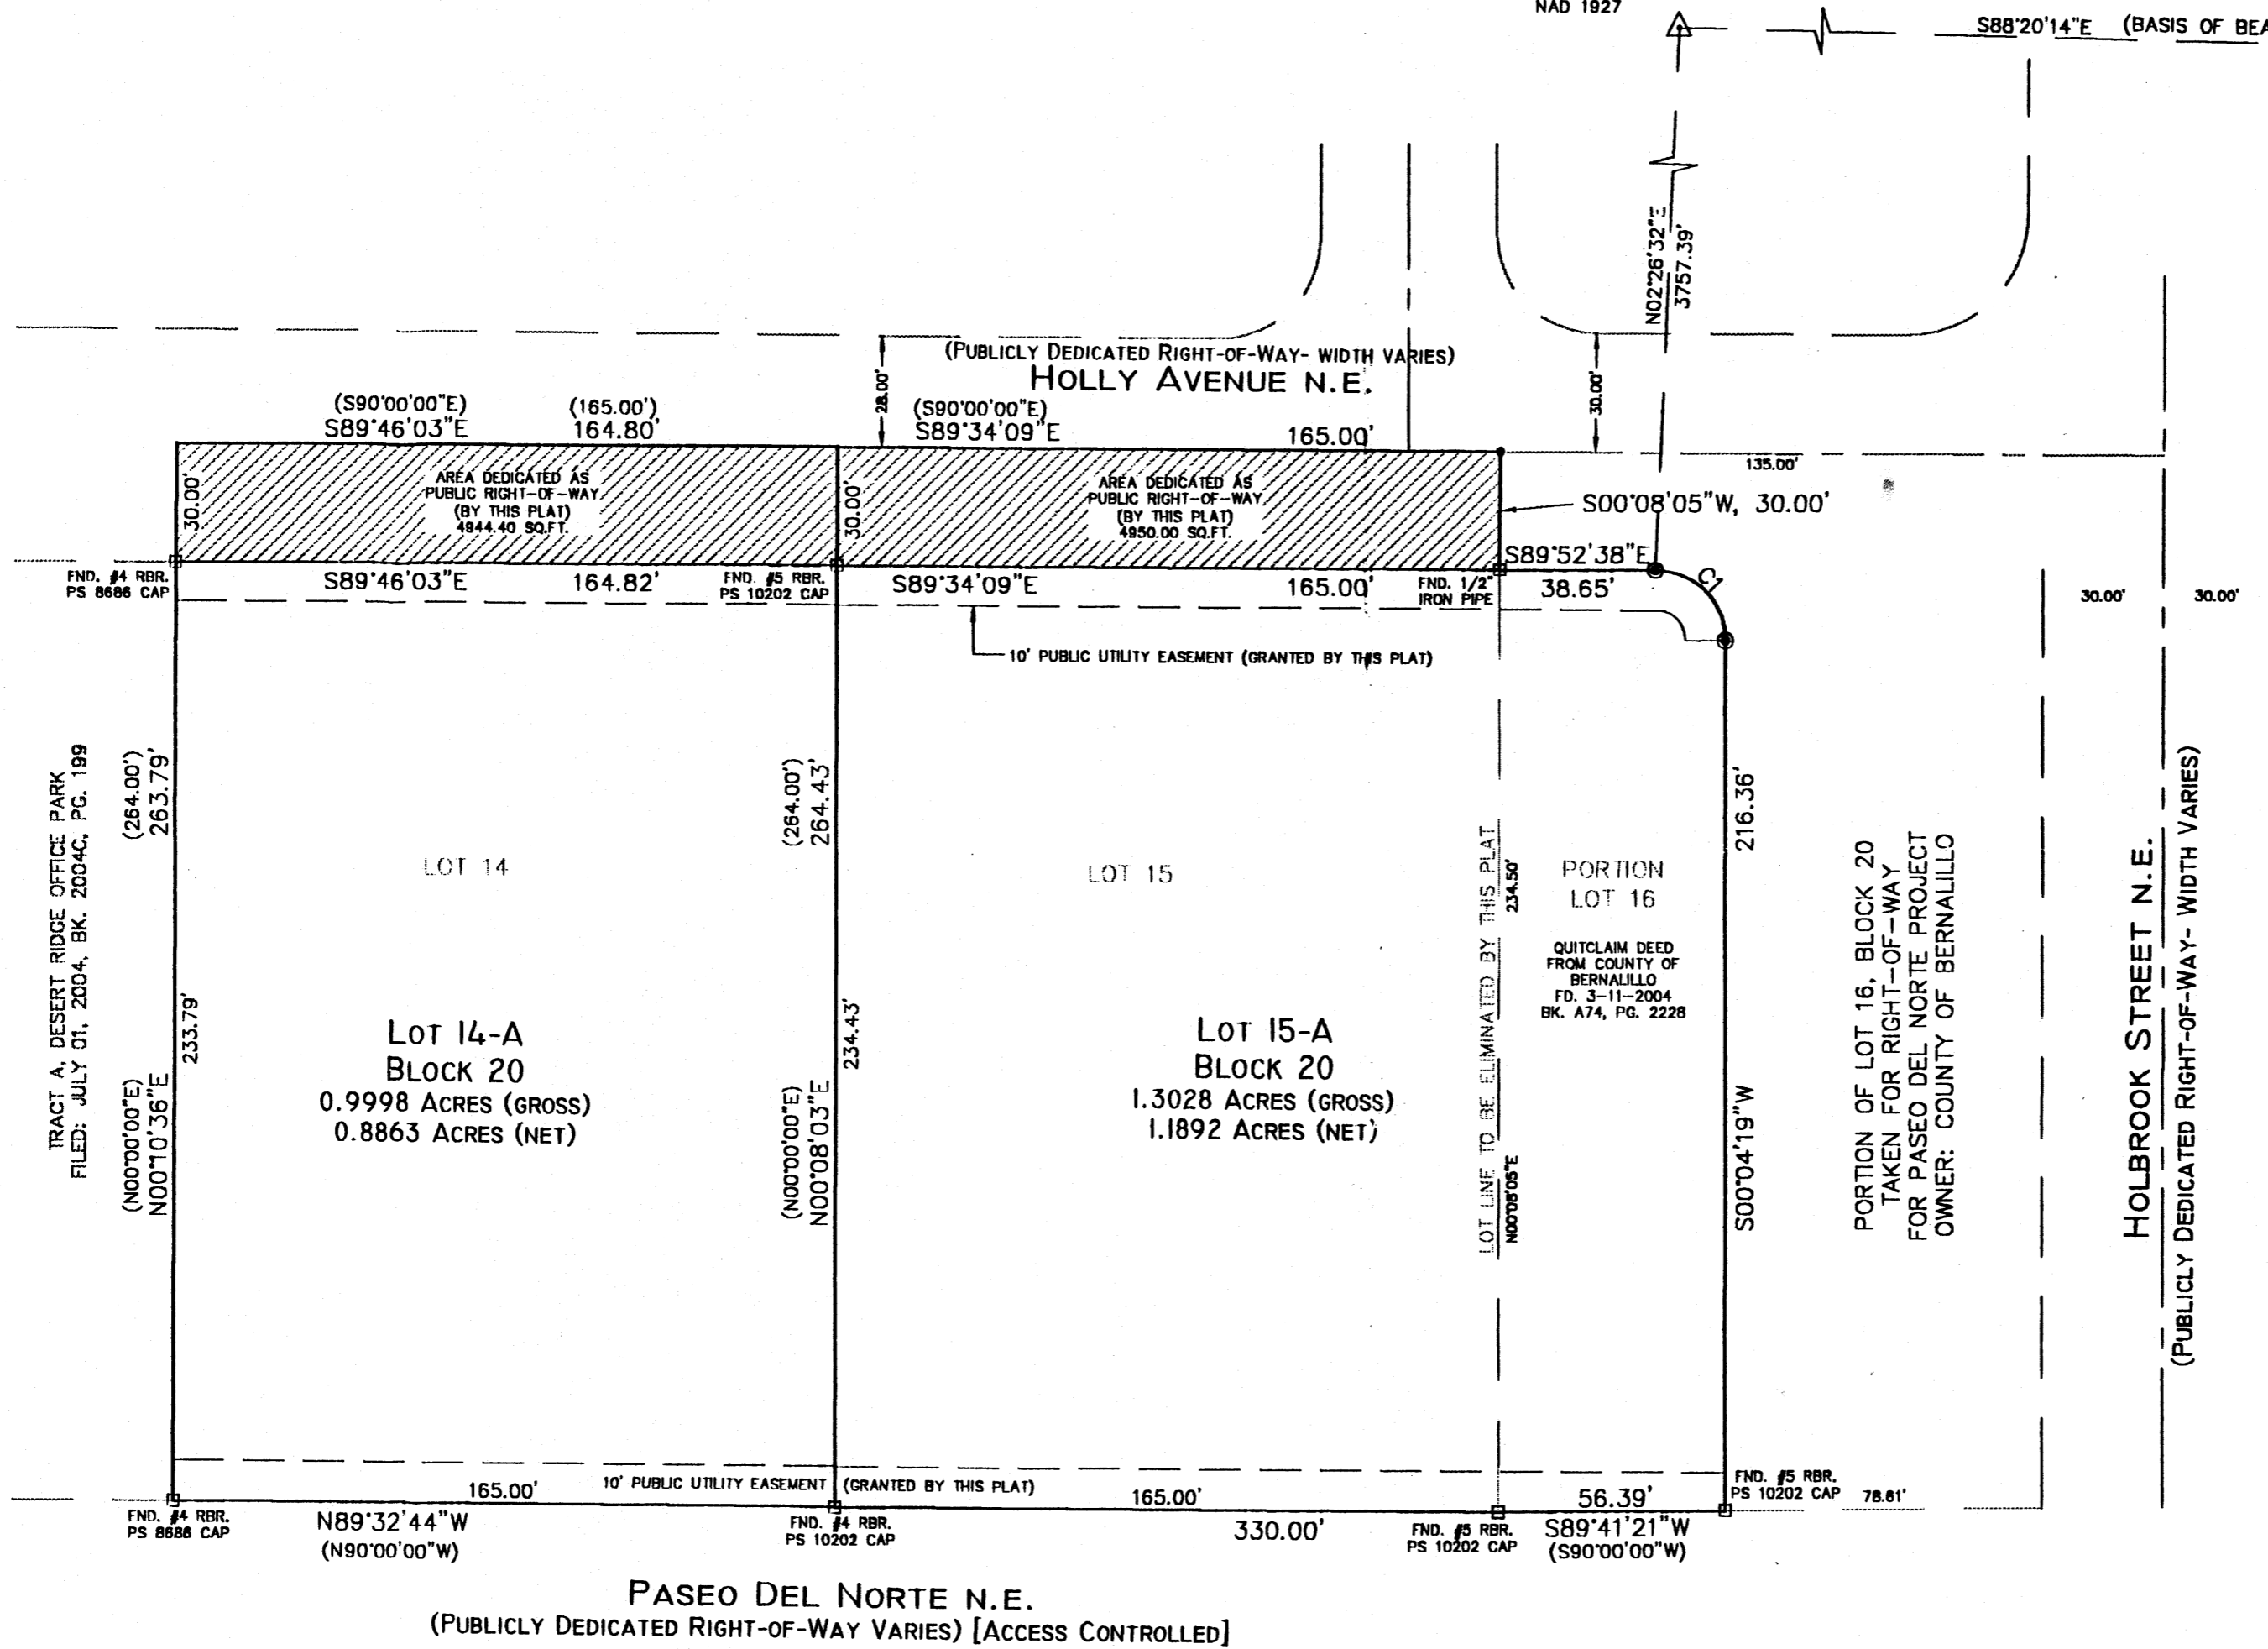 NAD 1927
S88°20'14"E (BASIS OF BEA
N02°26'32"E
3757.39'
(PUBLICLY DEDICATED RIGHT-OF-WAY- WIDTH VARIES)
HOLLY AVENUE N.E.
28.00'
30.00'
(S90°00'00"E) (165.00')
S89°46'03"E 164.80'
(S90°00'00"E)
S89°34'09"E 165.00'
135.00'
30.00'
AREA DEDICATED AS
PUBLIC RIGHT-OF-WAY
(BY THIS PLAT)
4944.40 SQ.FT.
30.00'
AREA DEDICATED AS
PUBLIC RIGHT-OF-WAY
(BY THIS PLAT)
4950.00 SQ.FT.
S00°08'05"W, 30.00'
S89°52'38"E
38.65'
C1
FND. #4 RBR.
PS 8686 CAP
S89°46'03"E 164.82'
FND. #5 RBR.
PS 10202 CAP
S89°34'09"E 165.00'
FND. 1/2"
IRON PIPE
30.00' 30.00'
10' PUBLIC UTILITY EASEMENT (GRANTED BY THIS PLAT)
TRACT A, DESERT RIDGE OFFICE PARK
FILED: JULY 01, 2004, BK. 2004C, PG. 199
(264.00')
263.79'
233.79'
(N00°00'00"E)
N00°10'36"E
LOT 14
LOT 14-A
BLOCK 20
0.9998 ACRES (GROSS)
0.8863 ACRES (NET)
(264.00')
264.43'
234.43'
(N00°00'00"E)
N00°08'03"E
LOT 15
LOT 15-A
BLOCK 20
1.3028 ACRES (GROSS)
1.1892 ACRES (NET)
LOT LINE TO BE ELIMINATED BY THIS PLAT
234.50'
N00°08'05"E
PORTION
LOT 16
QUITCLAIM DEED
FROM COUNTY OF
BERNALILLO
FD. 3-11-2004
BK. A74, PG. 2228
216.36'
S00°04'19"W
PORTION OF LOT 16, BLOCK 20
TAKEN FOR RIGHT-OF-WAY
FOR PASEO DEL NORTE PROJECT
OWNER: COUNTY OF BERNALILLO
HOLBROOK STREET N.E.
(PUBLICLY DEDICATED RIGHT-OF-WAY- WIDTH VARIES)
165.00'
10' PUBLIC UTILITY EASEMENT (GRANTED BY THIS PLAT)
165.00'
56.39'
FND. #5 RBR.
PS 10202 CAP
78.61'
FND. #4 RBR.
PS 8686 CAP
N89°32'44"W
(N90°00'00"W)
FND. #4 RBR.
PS 10202 CAP
330.00'
FND. #5 RBR.
PS 10202 CAP
S89°41'21"W
(S90°00'00"W)
PASEO DEL NORTE N.E.
(PUBLICLY DEDICATED RIGHT-OF-WAY VARIES) [ACCESS CONTROLLED]